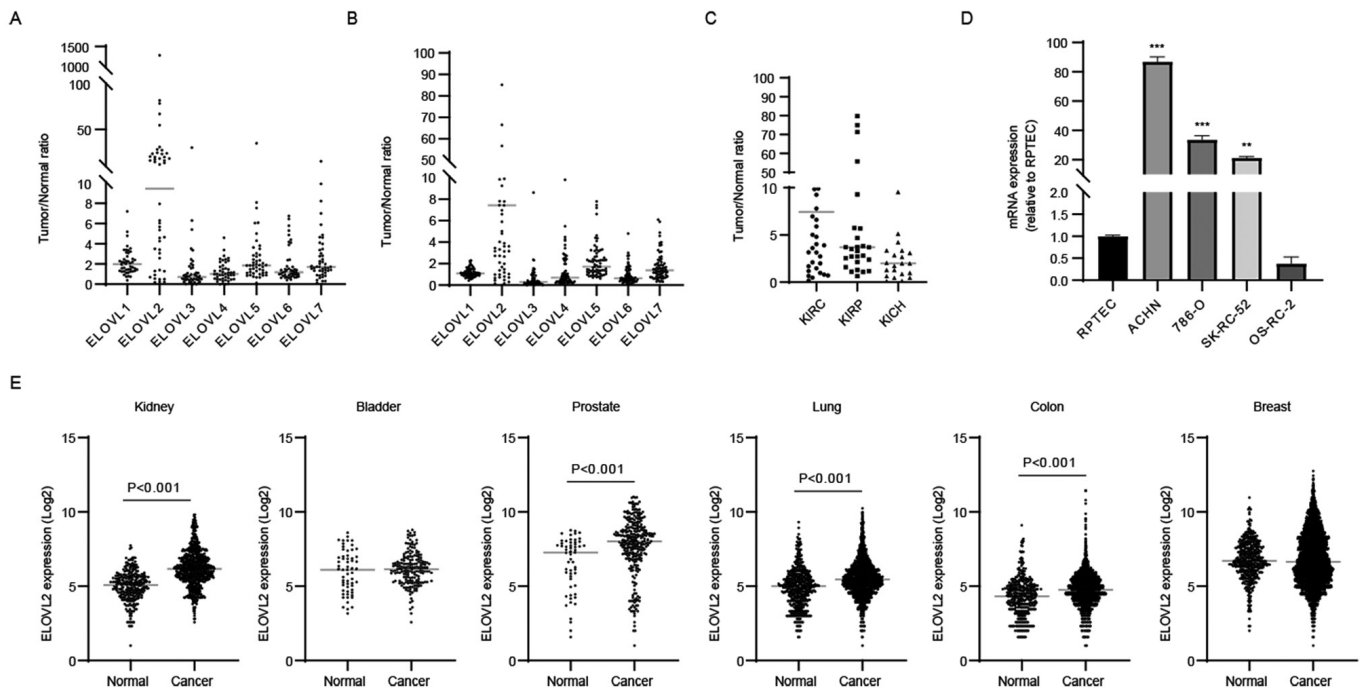 A
B
C
D
Tumor/Normal ratio
1500
1000
100
50
10
8
6
4
2
0
ELOVL1
ELOVL2
ELOVL3
ELOVL4
ELOVL5
ELOVL6
ELOVL7
Tumor/Normal ratio
100
90
80
70
60
50
10
8
6
4
2
0
ELOVL1
ELOVL2
ELOVL3
ELOVL4
ELOVL5
ELOVL6
ELOVL7
Tumor/Normal ratio
100
90
80
70
60
50
10
5
0
KIRC
KIRP
KICH
mRNA expression
(relative to RPTEC)
100
80
60
40
20
2.0
1.5
1.0
0.5
0.0
***
***
**
RPTEC
ACHN
786-O
SK-RC-52
OS-RC-2
E
Kidney
ELOVL2 expression (Log2)
15
10
5
0
P<0.001
Normal Cancer
Bladder
ELOVL2 expression (Log2)
15
10
5
0
Normal Cancer
Prostate
ELOVL2 expression (Log2)
15
10
5
0
P<0.001
Normal Cancer
Lung
ELOVL2 expression (Log2)
15
10
5
0
P<0.001
Normal Cancer
Colon
ELOVL2 expression (Log2)
15
10
5
0
P<0.001
Normal Cancer
Breast
ELOVL2 expression (Log2)
15
10
5
0
Normal Cancer